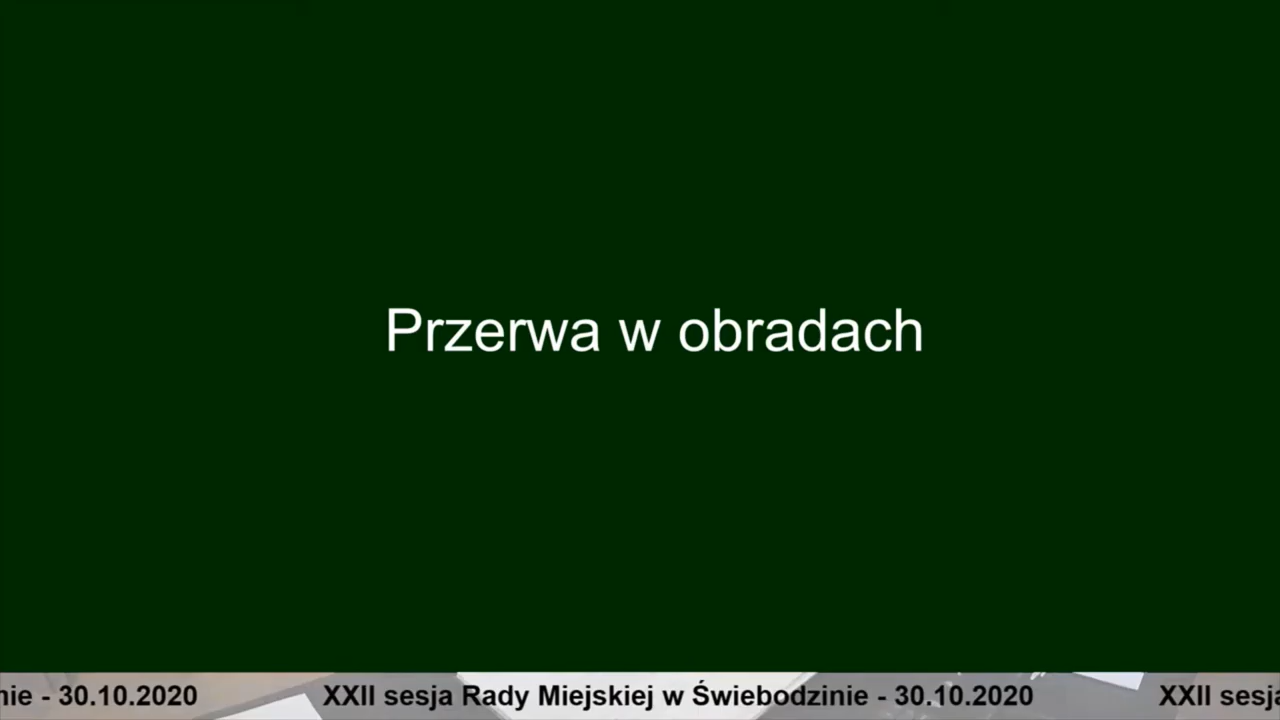 Przerwa w obradach
nie - 30.10.2020 XXII sesja Rady Miejskiej w Świebodzinie - 30.10.2020 XXII sesja